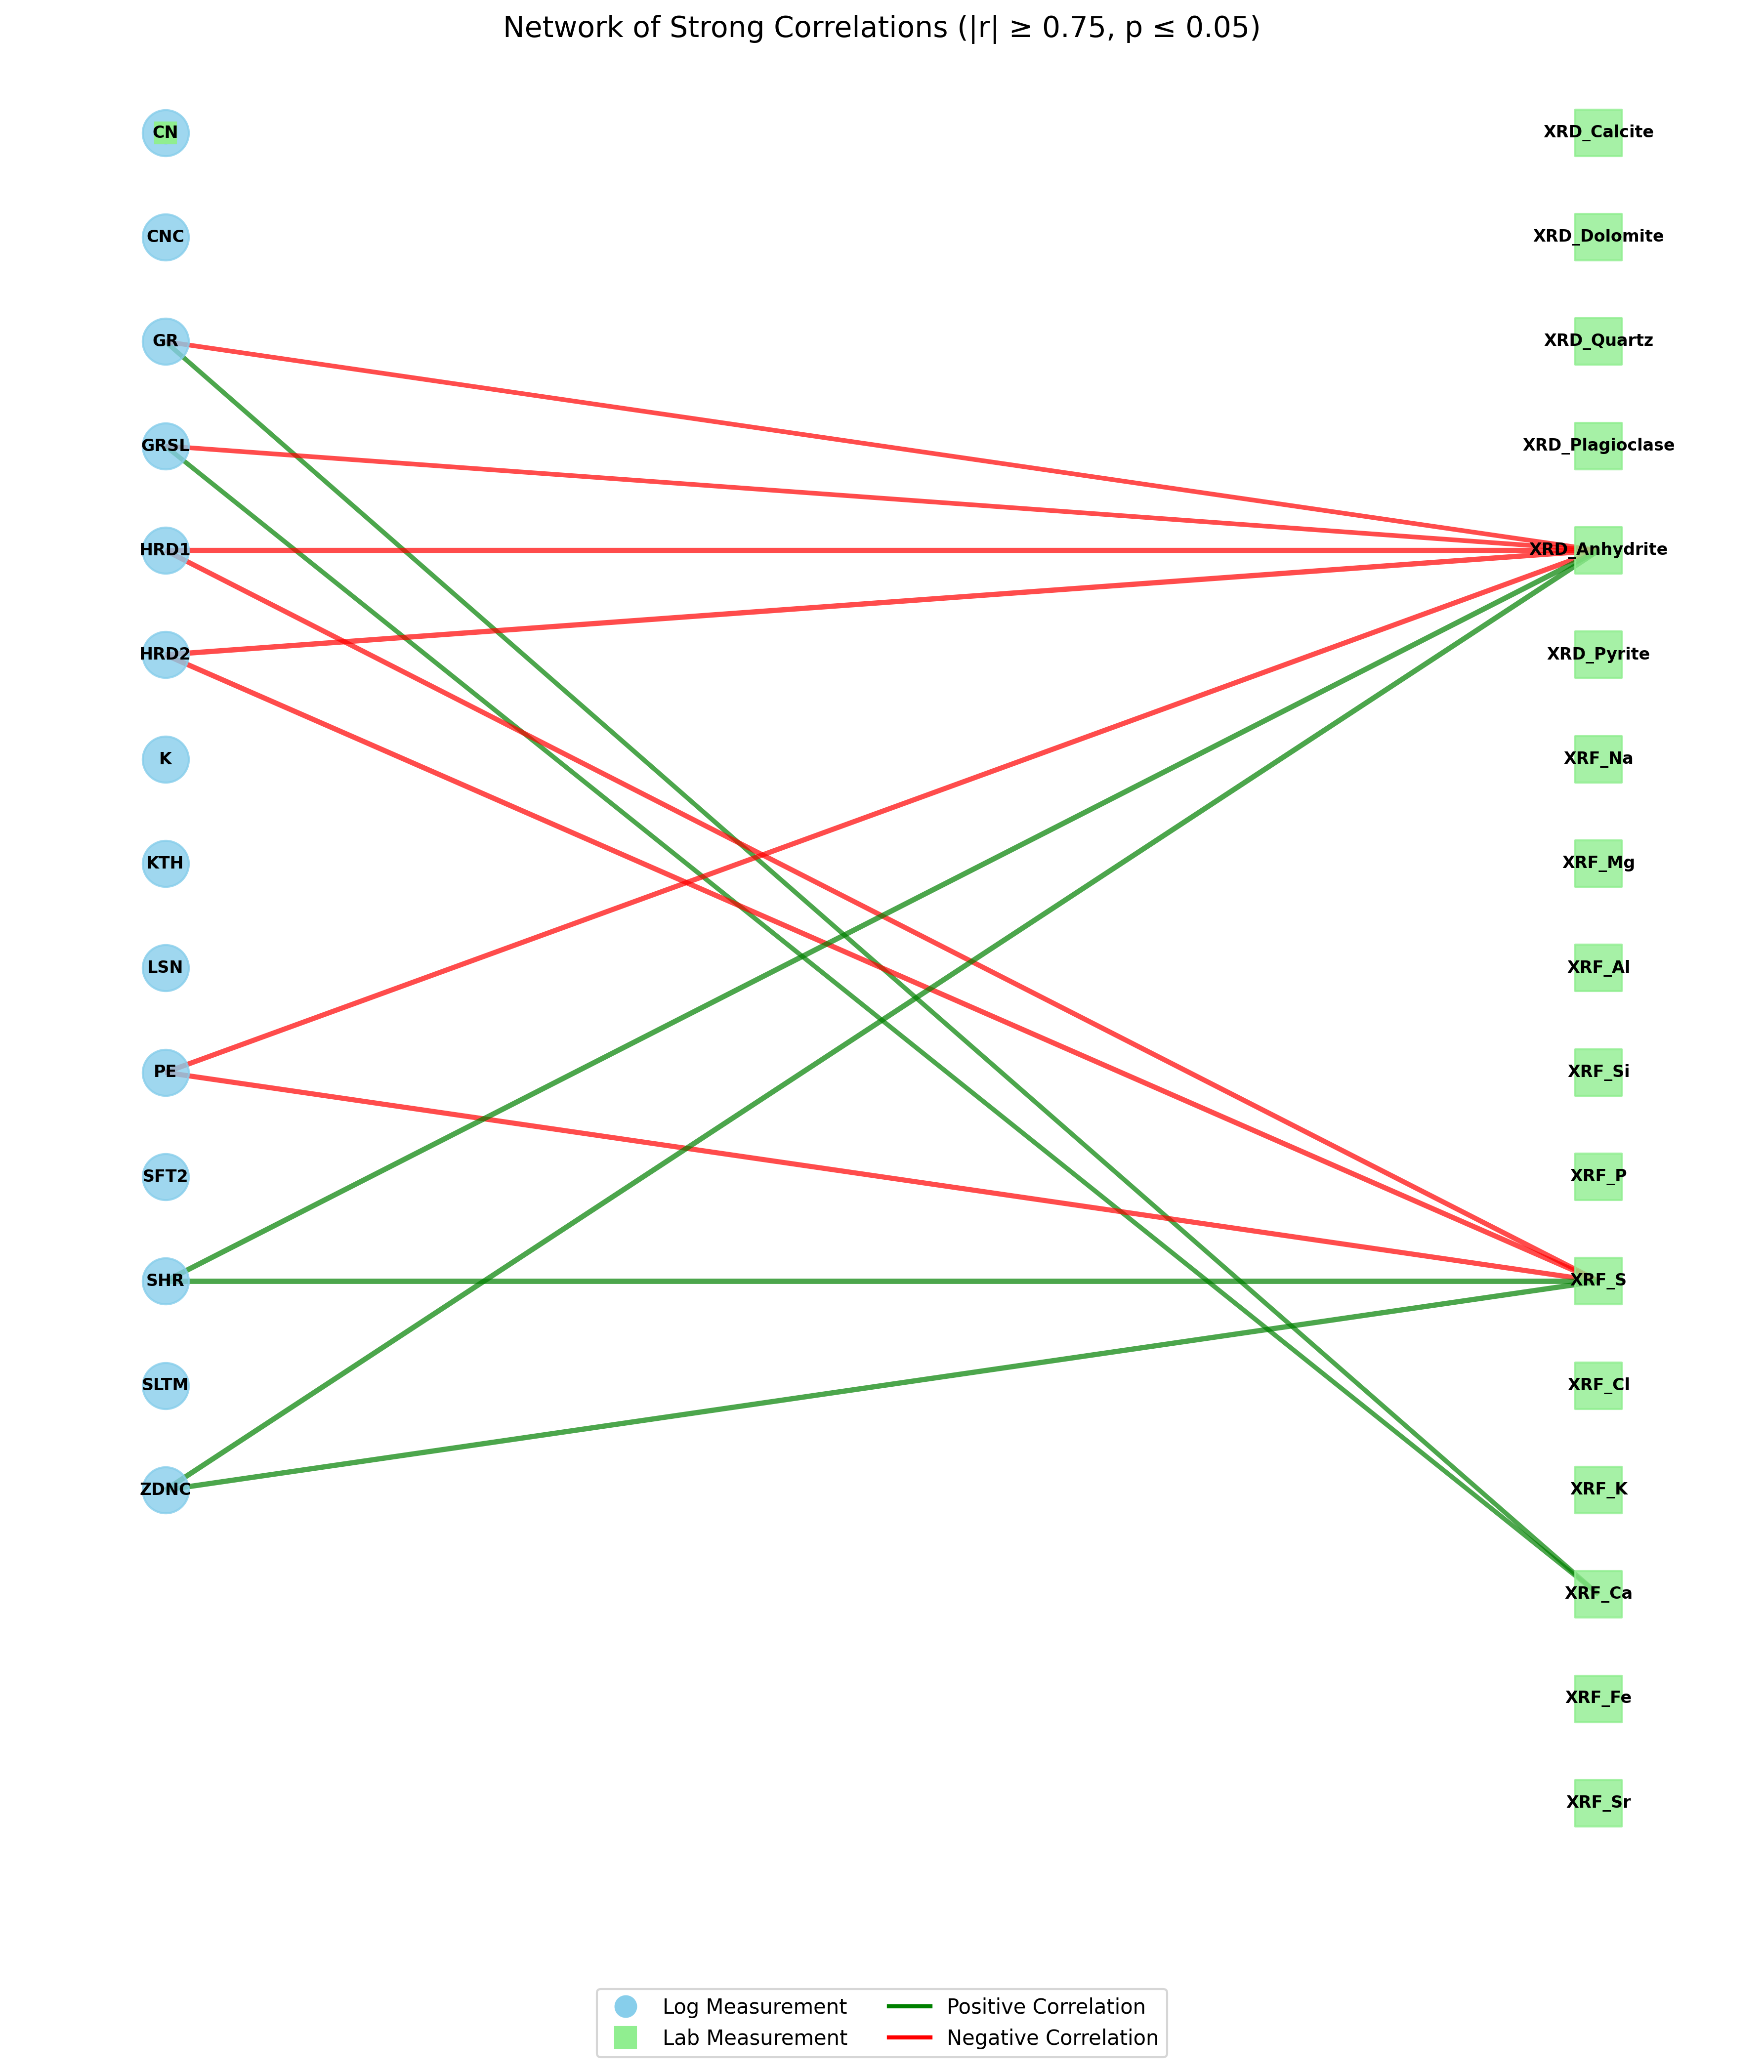 Network of Strong Correlations (|r| ≥ 0.75, p ≤ 0.05)
CN
XRD_Calcite
CNC
XRD_Dolomite
GR
XRD_Quartz
GRSL
XRD_Plagioclase
HRD1
XRD_Anhydrite
HRD2
XRD_Pyrite
K
XRF_Na
KTH
XRF_Mg
LSN
XRF_Al
PE
XRF_Si
SFT2
XRF_P
SHR
XRF_S
SLTM
XRF_Cl
ZDNC
XRF_K
XRF_Ca
XRF_Fe
XRF_Sr
Log Measurement
Positive Correlation
Lab Measurement
Negative Correlation